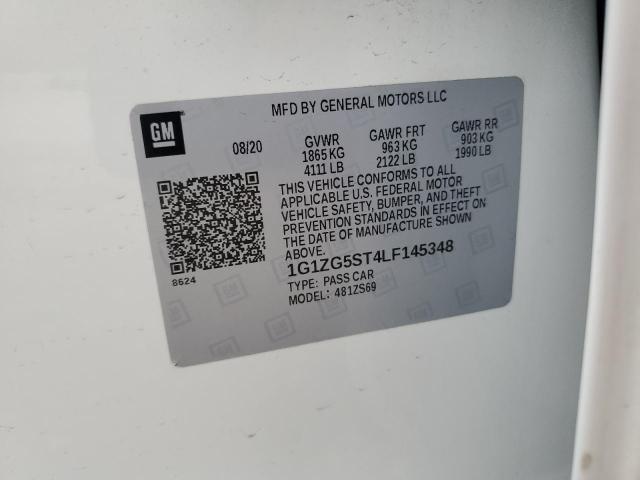 MFD BY GENERAL MOTORS LLC
GM
08/20 GVWR GAWR FRT GAWR RR
1865 KG 963 KG 903 KG
4111 LB 2122 LB 1990 LB
THIS VEHICLE CONFORMS TO ALL
APPLICABLE U.S. FEDERAL MOTOR
VEHICLE SAFETY, BUMPER, AND THEFT
PREVENTION STANDARDS IN EFFECT ON
THE DATE OF MANUFACTURE SHOWN
ABOVE.
1G1ZG5ST4LF145348
8624
TYPE: PASS CAR
MODEL: 481ZS69